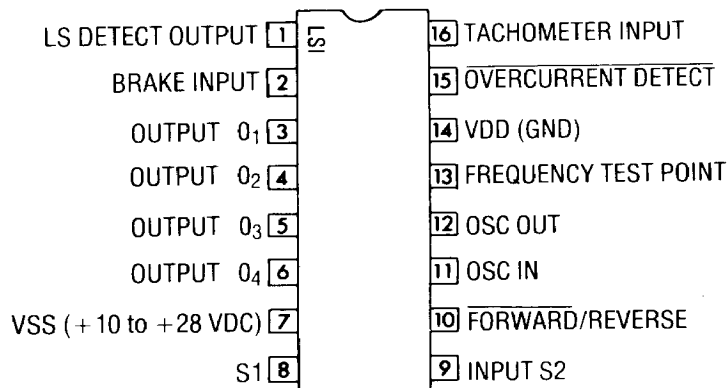 LS DETECT OUTPUT 1
BRAKE INPUT 2
OUTPUT O₁ 3
OUTPUT O₂ 4
OUTPUT O₃ 5
OUTPUT O₄ 6
VSS (+10 to +28 VDC) 7
S1 8
LSI
16 TACHOMETER INPUT
15 OVERCURRENT DETECT
14 VDD (GND)
13 FREQUENCY TEST POINT
12 OSC OUT
11 OSC IN
10 FORWARD/REVERSE
9 INPUT S2